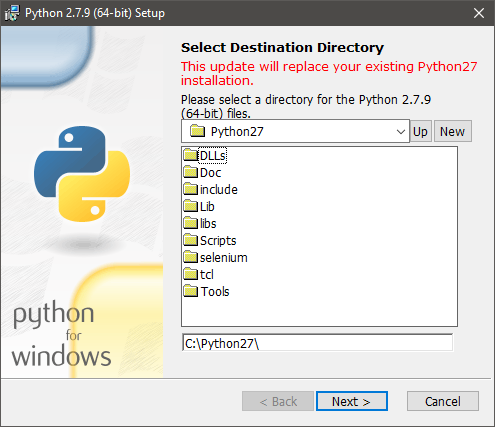 Python 2.7.9 (64-bit) Setup
Select Destination Directory
This update will replace your existing Python27
installation.
Please select a directory for the Python 2.7.9
(64-bit) files.
Python27
Up
New
DLLs
Doc
include
Lib
libs
Scripts
selenium
tcl
Tools
C:\Python27\
python
for
windows
< Back
Next >
Cancel